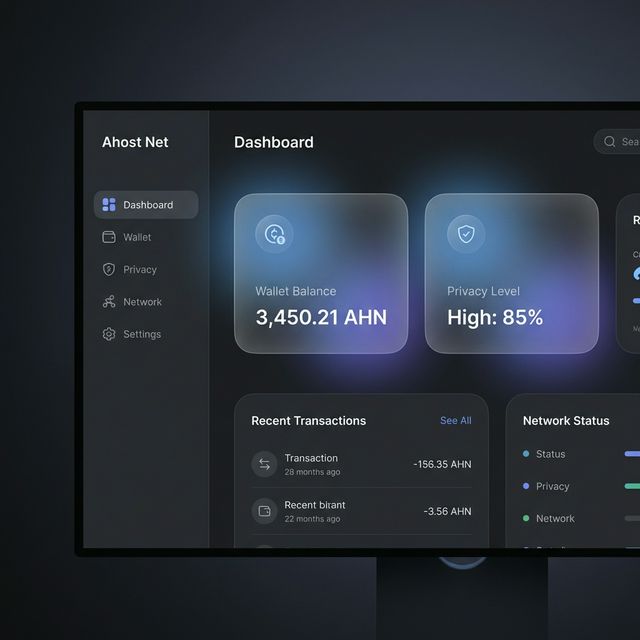 Ahost Net
Dashboard
Wallet
Privacy
Network
Settings
Dashboard
Wallet Balance
3,450.21 AHN
Privacy Level
High: 85%
Recent Transactions
See All
Transaction
28 months ago
-156.35 AHN
Recent birant
22 months ago
-3.56 AHN
Network Status
Status
Privacy
Network